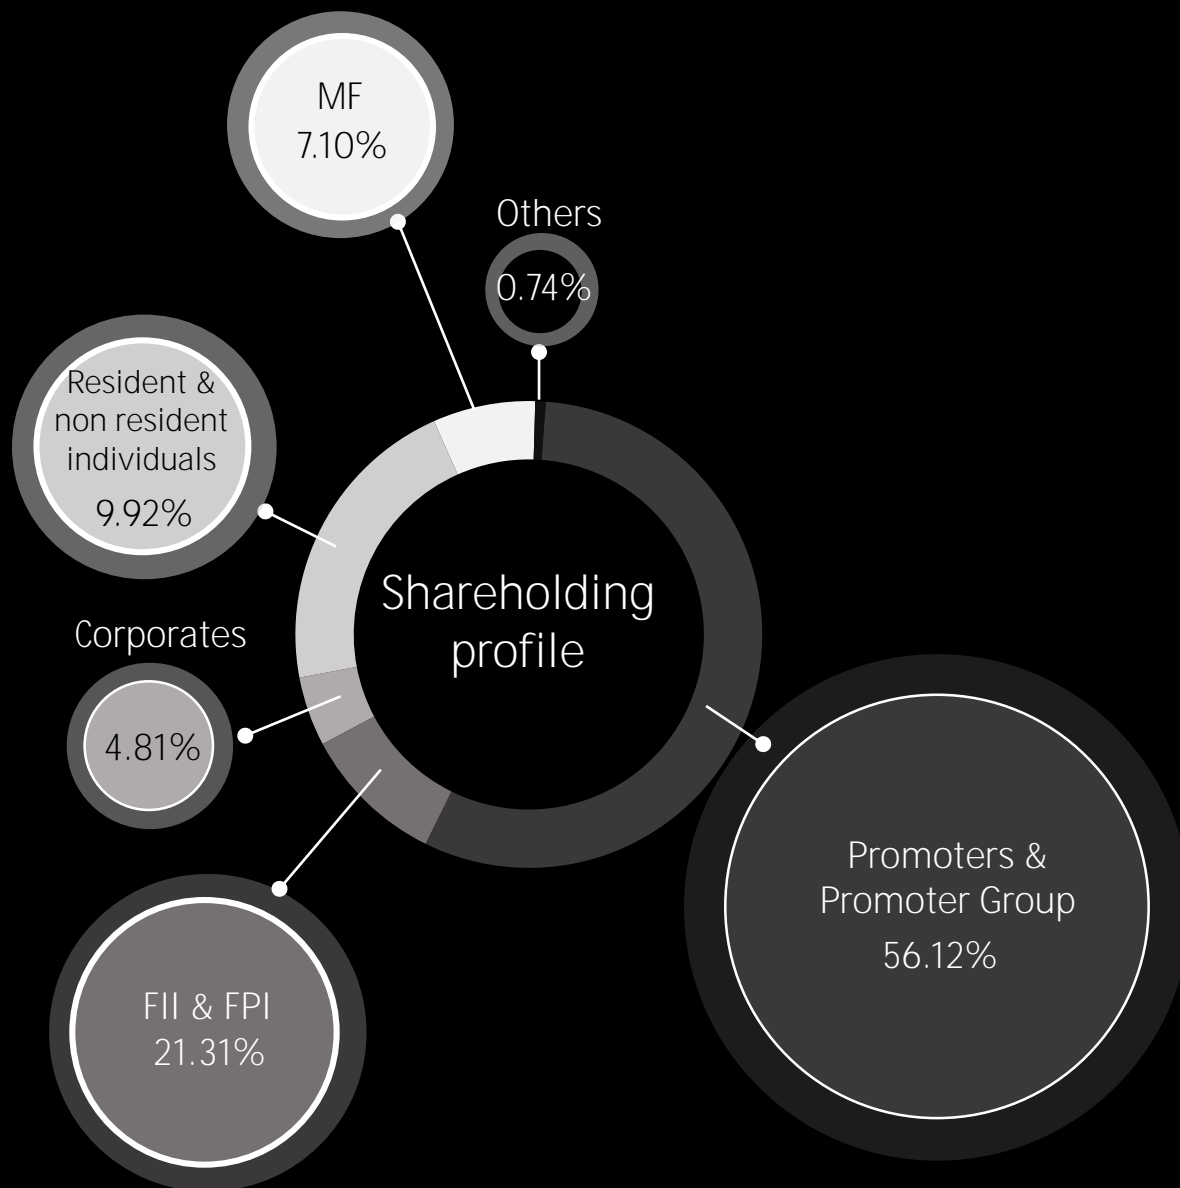 MF
7.10%
Others
0.74%
Resident &
non resident
individuals
9.92%
Shareholding
profile
Corporates
4.81%
Promoters &
Promoter Group
56.12%
FII & FPI
21.31%